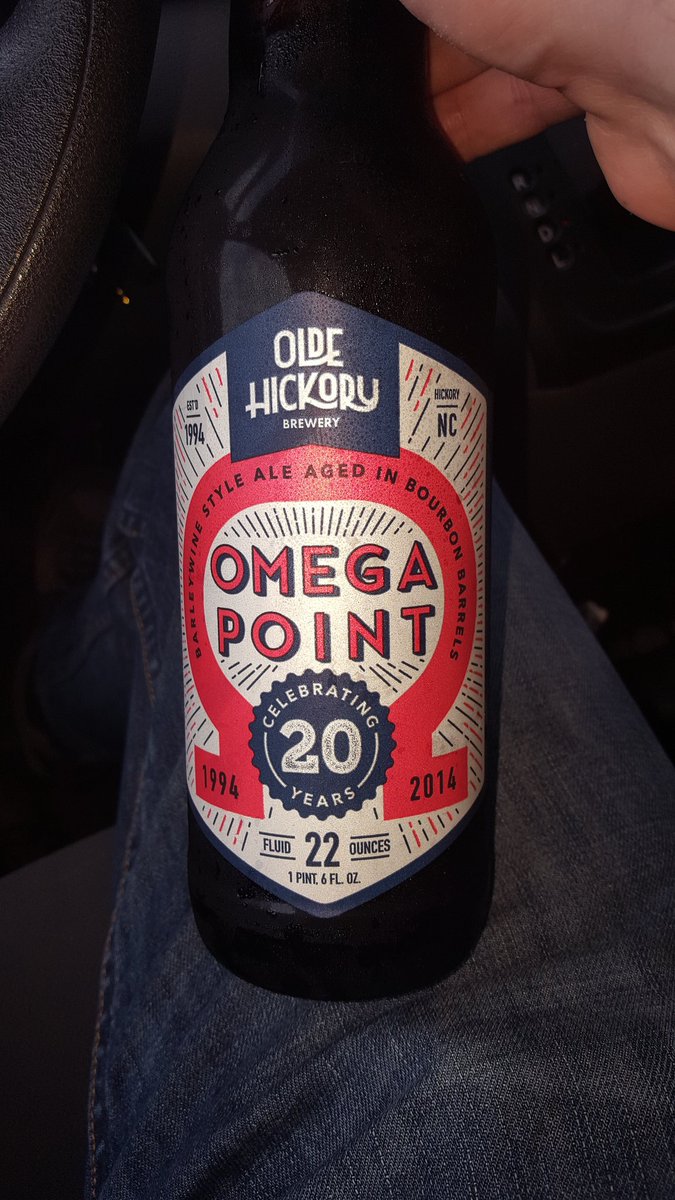 OLDE
HICKORY
BREWERY
EST'D
1994
HICKORY
NC
BARLEYWINE STYLE ALE AGED IN BOURBON BARRELS
OMEGA
POINT
CELEBRATING
20
YEARS
1994
2014
FLUID 22 OUNCES
1 PINT, 6 FL. OZ.